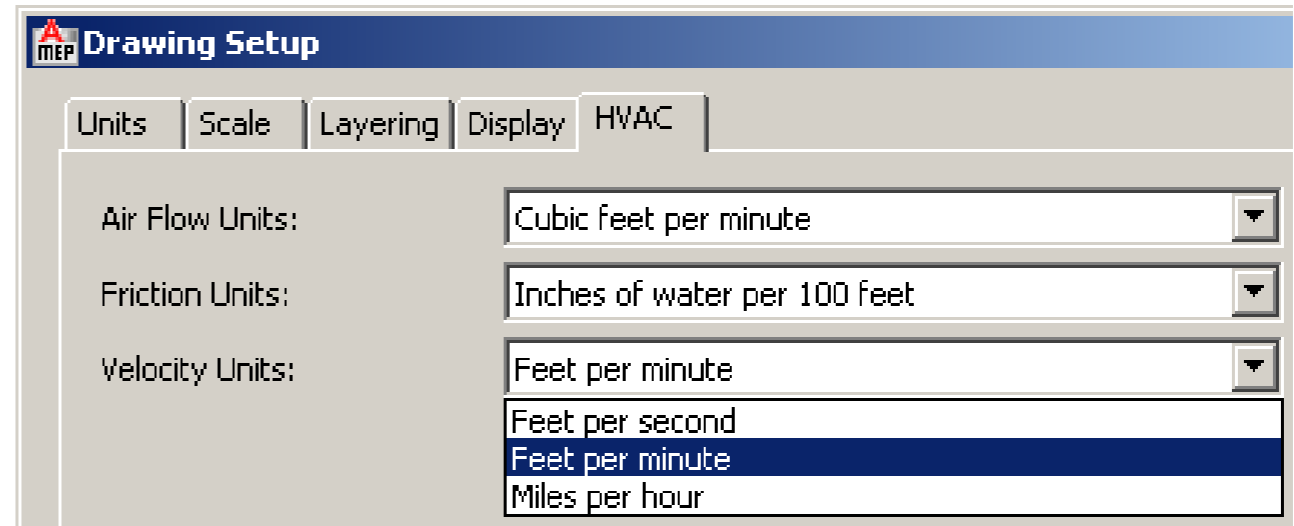 A MEP Drawing Setup
Units Scale Layering Display HVAC
Air Flow Units: Cubic feet per minute
Friction Units: Inches of water per 100 feet
Velocity Units: Feet per minute
Feet per second
Feet per minute
Miles per hour